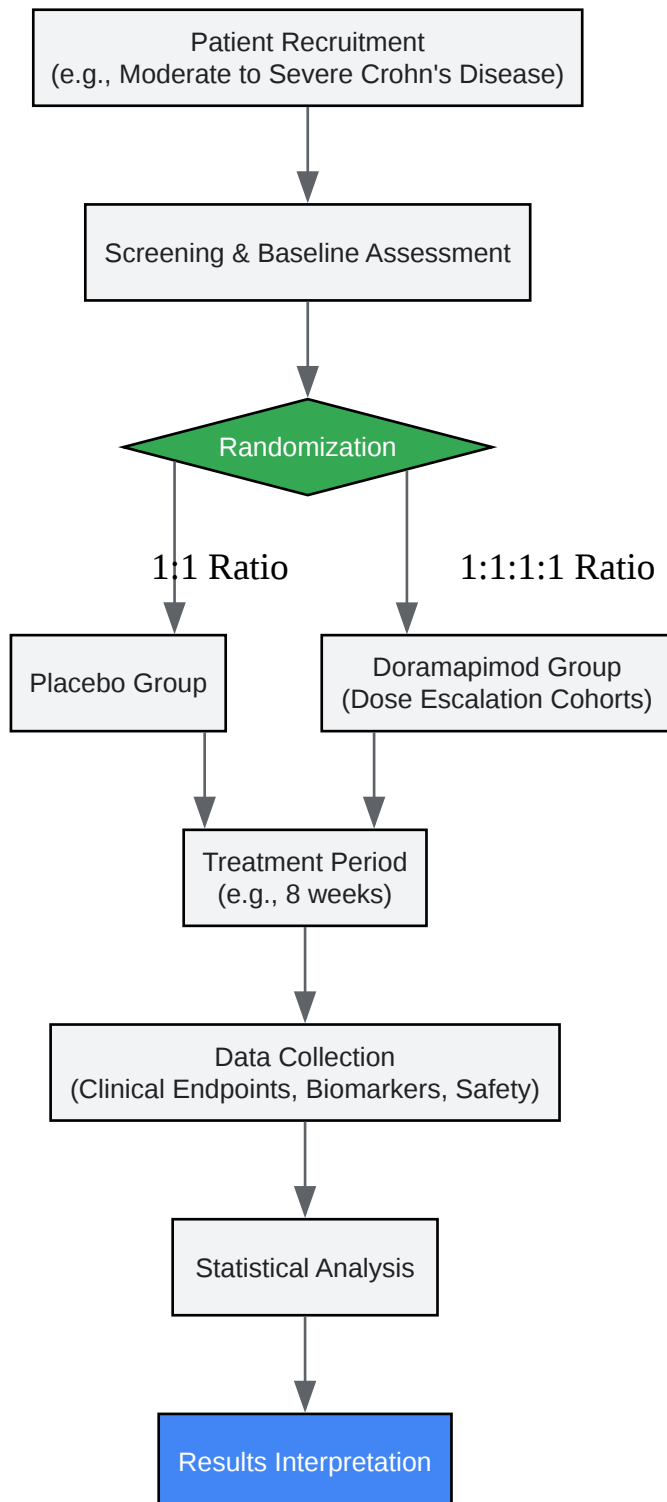 Patient Recruitment
(e.g., Moderate to Severe Crohn's Disease)
Screening & Baseline Assessment
Randomization
1:1 Ratio
1:1:1:1 Ratio
Placebo Group
Doramapimod Group
(Dose Escalation Cohorts)
Treatment Period
(e.g., 8 weeks)
Data Collection
(Clinical Endpoints, Biomarkers, Safety)
Statistical Analysis
Results Interpretation